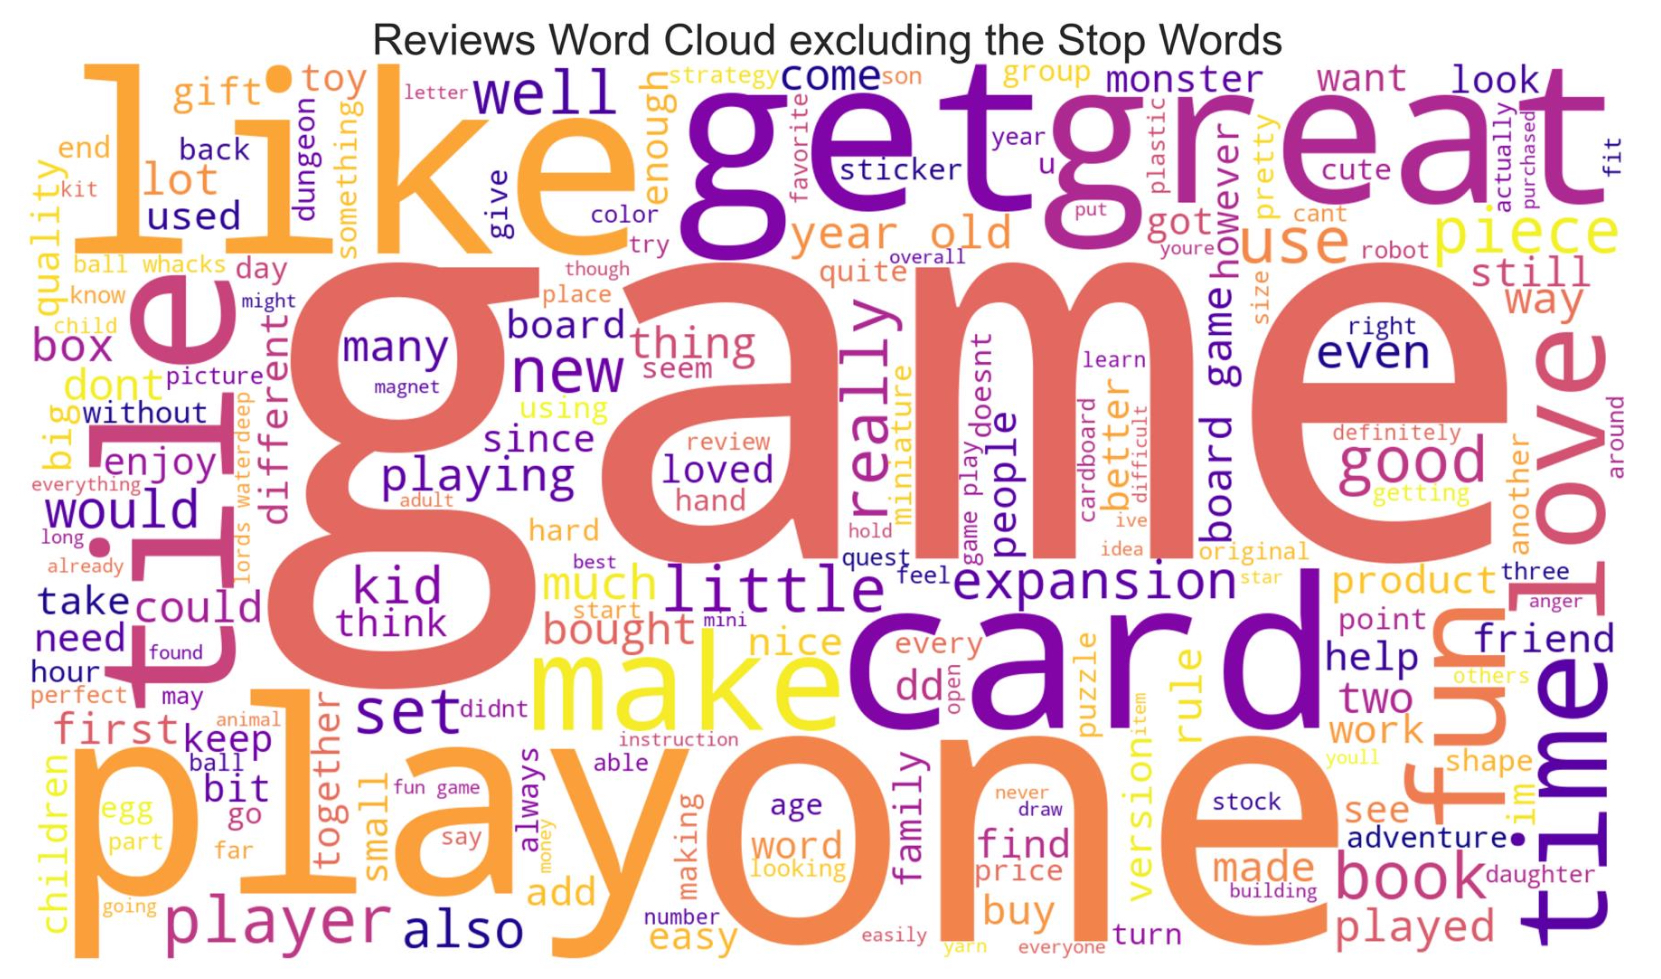 Reviews Word Cloud excluding the Stop Words
like
gift
toy
letter
well
enough
strategy
come
son
get
great
group
monster
want
look
end
back
dungeon
something
kit
lot
used
give
color
try
favorite
sticker
year
u
plastic
put
got
youre
however
pretty
cute
cant
actually
purchased
fit
quality
year old
use
robot
piece
ball whacks
day
though
quite
overall
size
still
know
might
place
way
child
box
tile
different
game
many
magnet
board
new
thing
seem
really
miniature
doesnt
learn
board game
right
even
love
dont
picture
using
without
big
lords waterdeep
since
review
loved
hand
playing
adult
people
game play
cardboard
better
difficult
definitely
good
getting
another
around
enjoy
everything
would
long
already
hard
hold
ive
idea
original
best
quest
feel
expansion
star
product
three
take
could
kid
think
much
start
little
mini
anger
need
bought
nice
every
card
point
friend
hour
found
make
dd
open
puzzle
rule
help
fun
others
perfect
may
set
didnt
two
time
first
keep
animal
together
instruction
item
work
youll
play
ball
bit
go
able
always
one
family
version
shape
im
children
egg
part
far
small
fun game
say
money
making
age
word
looking
never
draw
find
price
stock
see
adventure
made
building
book
daughter
going
player
also
add
number
easy
easily
buy
yarn
everyone
turn
played